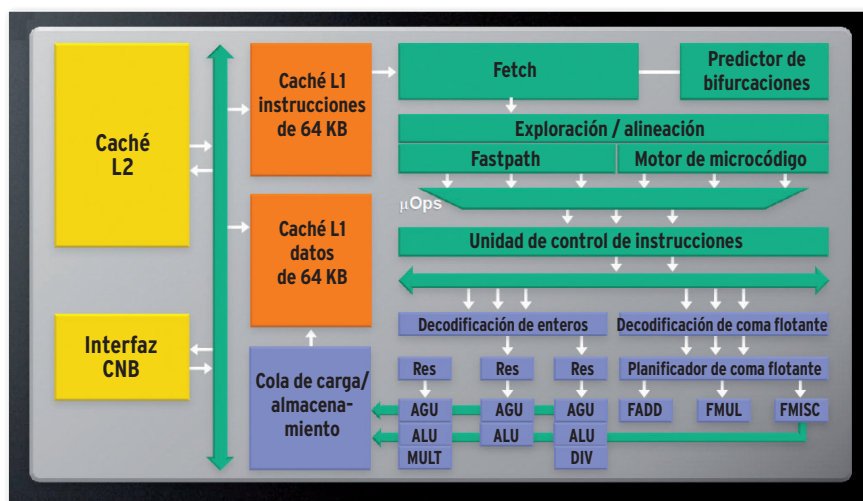 Caché
L2
Interfaz
CNB
Caché L1
instrucciones
de 64 KB
Caché L1
datos
de 64 KB
Cola de carga/
almacena-
miento
Fetch
Predictor de
bifurcaciones
Exploración / alineación
Fastpath
Motor de microcódigo
μOps
Unidad de control de instrucciones
Decodificación de enteros
Decodificación de coma flotante
Res
Res
Res
Planificador de coma flotante
AGU
AGU
AGU
FADD
FMUL
FMISC
ALU
ALU
ALU
MULT
DIV